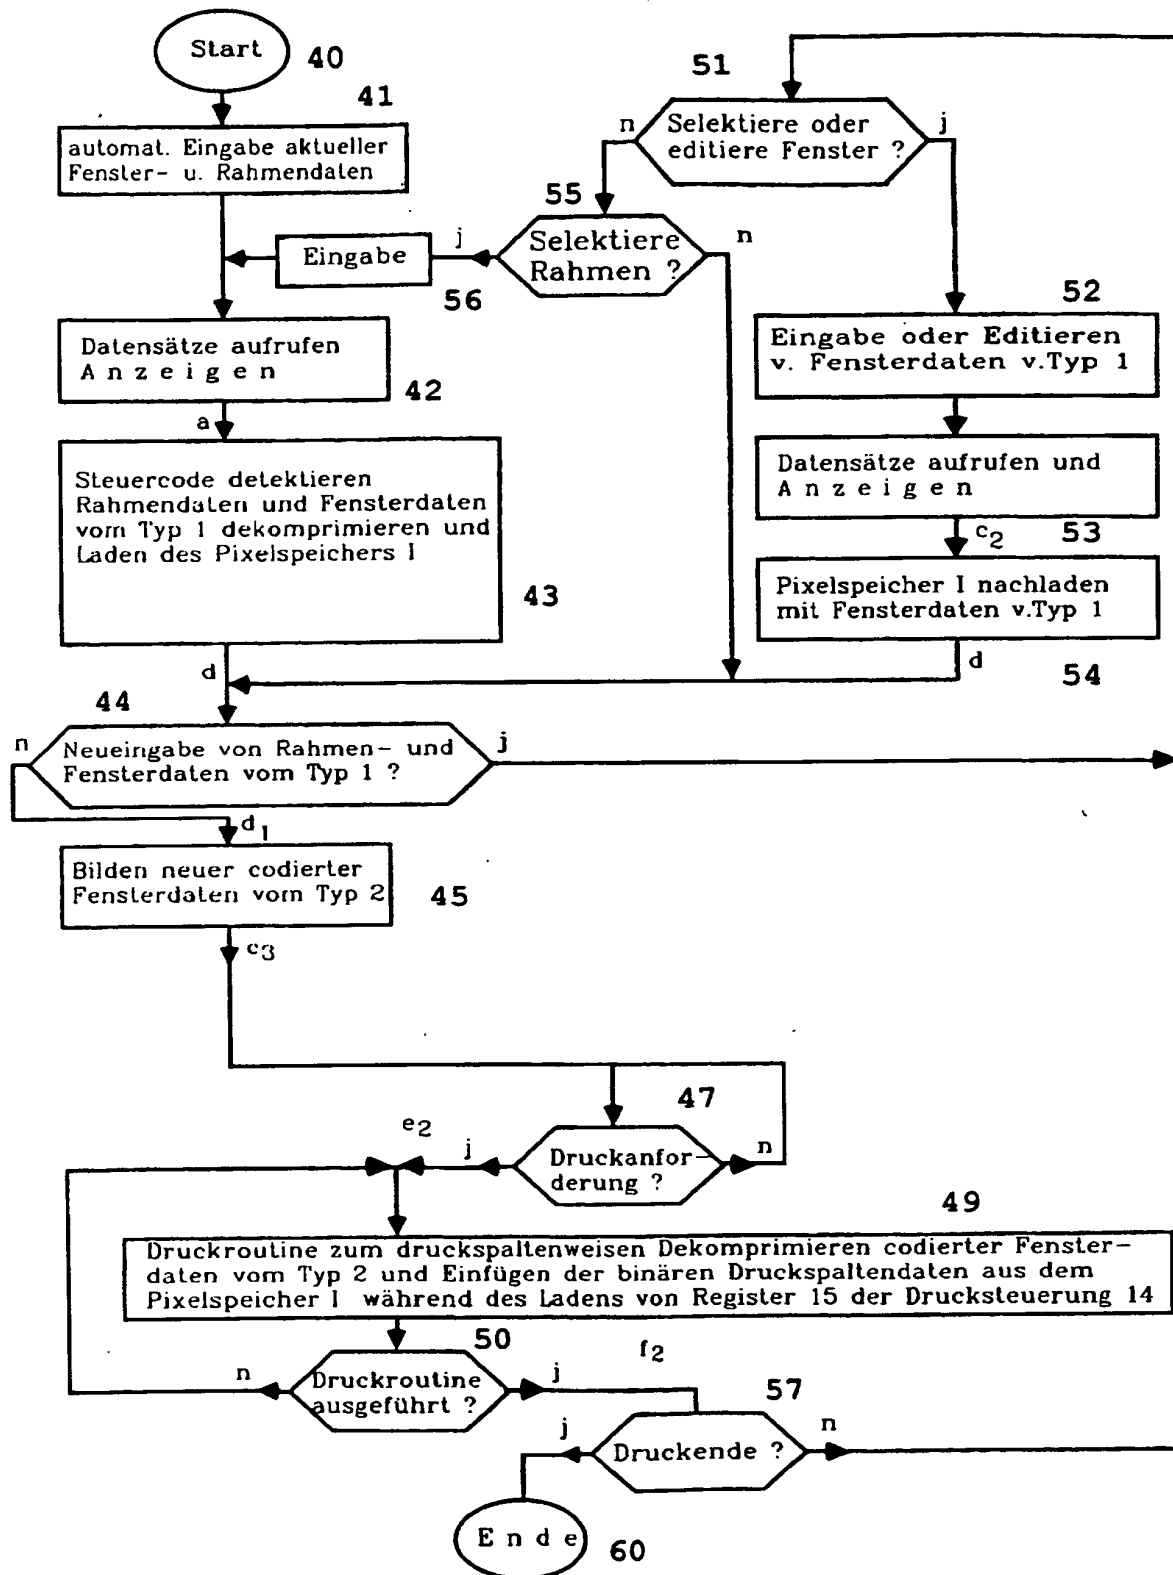 Start
40
41
automat. Eingabe aktueller
Fenster- u. Rahmendaten
51
n
Selektiere oder
editiere Fenster ?
j
55
Eingabe
j
Selektiere
Rahmen ?
n
56
52
Datensätze aufrufen
A n z e i g e n
42
Eingabe oder Editieren
v. Fensterdaten v.Typ 1
a
Steuercode detektieren
Rahmendaten und Fensterdaten
vom Typ 1 dekomprimieren und
Laden des Pixelspeichers I
43
Datensätze aufrufen und
A n z e i g e n
c2
53
Pixelspeicher I nachladen
mit Fensterdaten v.Typ 1
d
d
54
44
n
Neueingabe von Rahmen- und
Fensterdaten vom Typ 1 ?
j
d1
Bilden neuer codierter
Fensterdaten vom Typ 2
45
c3
47
e2
j
Druckanfor-
derung ?
n
49
Druckroutine zum druckspaltenweisen Dekomprimieren codierter Fenster-
daten vom Typ 2 und Einfügen der binären Druckspaltendaten aus dem
Pixelspeicher I während des Ladens von Register 15 der Drucksteuerung 14
50
n
Druckroutine
ausgeführt ?
j
f2
57
j
Druckende ?
n
E n d e
60